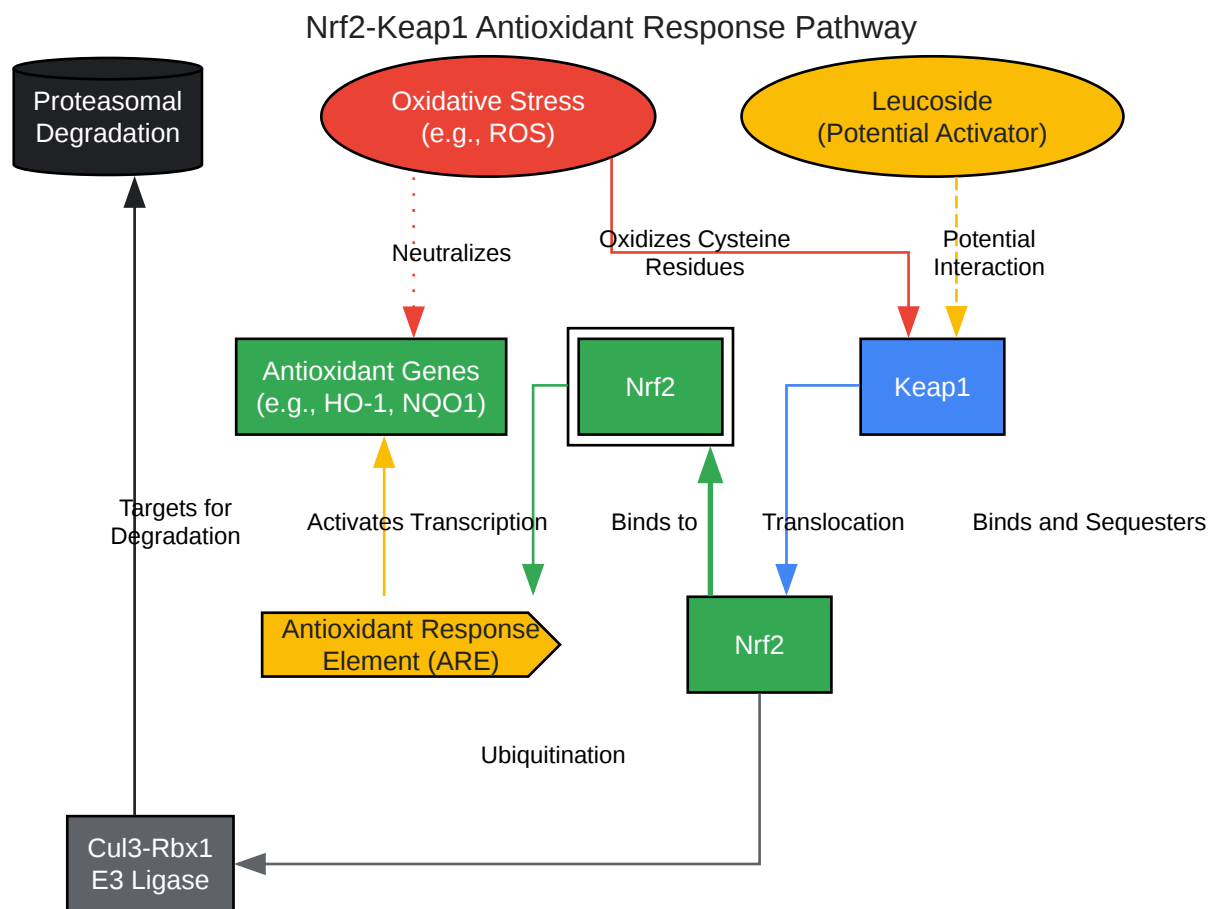 Nrf2-Keap1 Antioxidant Response Pathway
Proteasomal
Degradation
Oxidative Stress
(e.g., ROS)
Leucoside
(Potential Activator)
Neutralizes
Oxidizes Cysteine
Residues
Potential
Interaction
Antioxidant Genes
(e.g., HO-1, NQO1)
Nrf2
Keap1
Targets for
Degradation
Activates Transcription
Binds to
Translocation
Binds and Sequesters
Antioxidant Response
Element (ARE)
Nrf2
Ubiquitination
Cul3-Rbx1
E3 Ligase